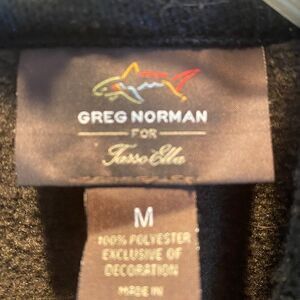 GREG NORMAN
FOR
Tasso Elba
M
100% POLYESTER
EXCLUSIVE OF
DECORATION
MADE IN